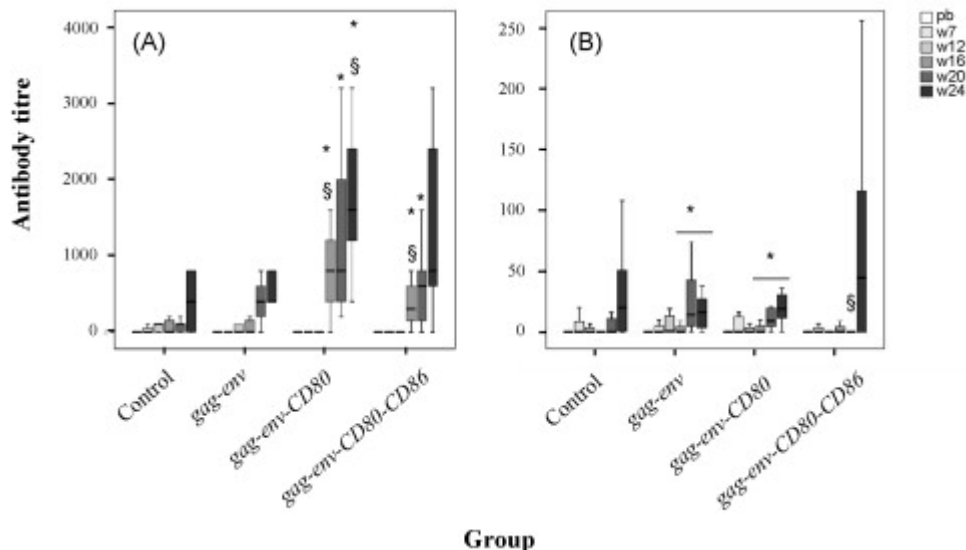 (A)
(B)
Antibody titre
4000
3000
2000
1000
0
250
200
150
100
50
0
* § * * §
* § *
*
*
§
pb
w7
w12
w16
w20
w24
Control
gag-env
gag-env-CD80
gag-env-CD80-CD86
Control
gag-env
gag-env-CD80
gag-env-CD80-CD86
Group